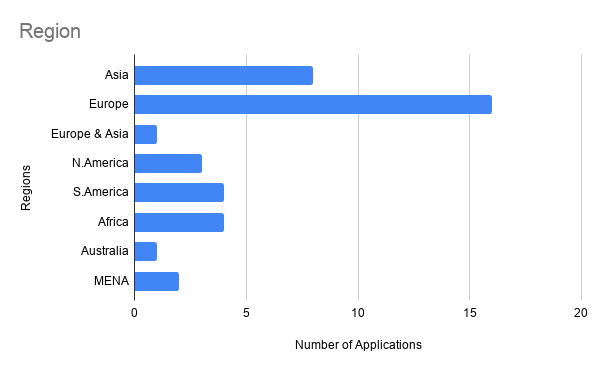 Region
Asia
Europe
Europe & Asia
N.America
S.America
Africa
Australia
MENA
Regions
0 5 10 15 20
Number of Applications